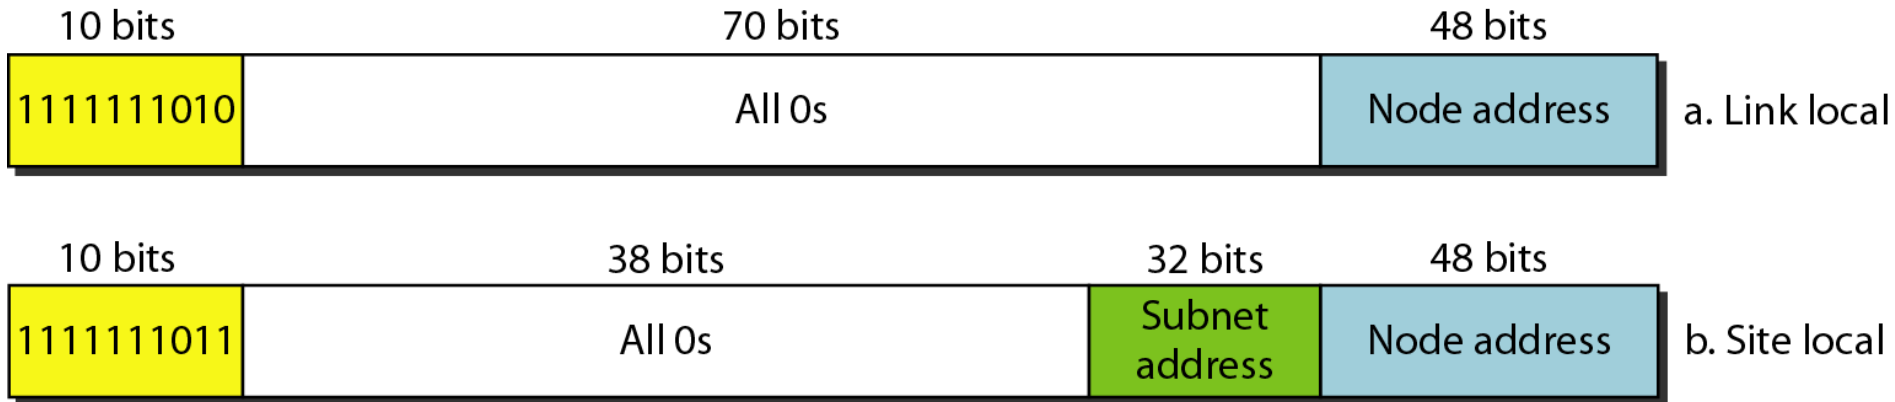 10 bits 70 bits 48 bits
1111111010 All 0s Node address a. Link local
10 bits 38 bits 32 bits 48 bits
1111111011 All 0s Subnet address Node address b. Site local